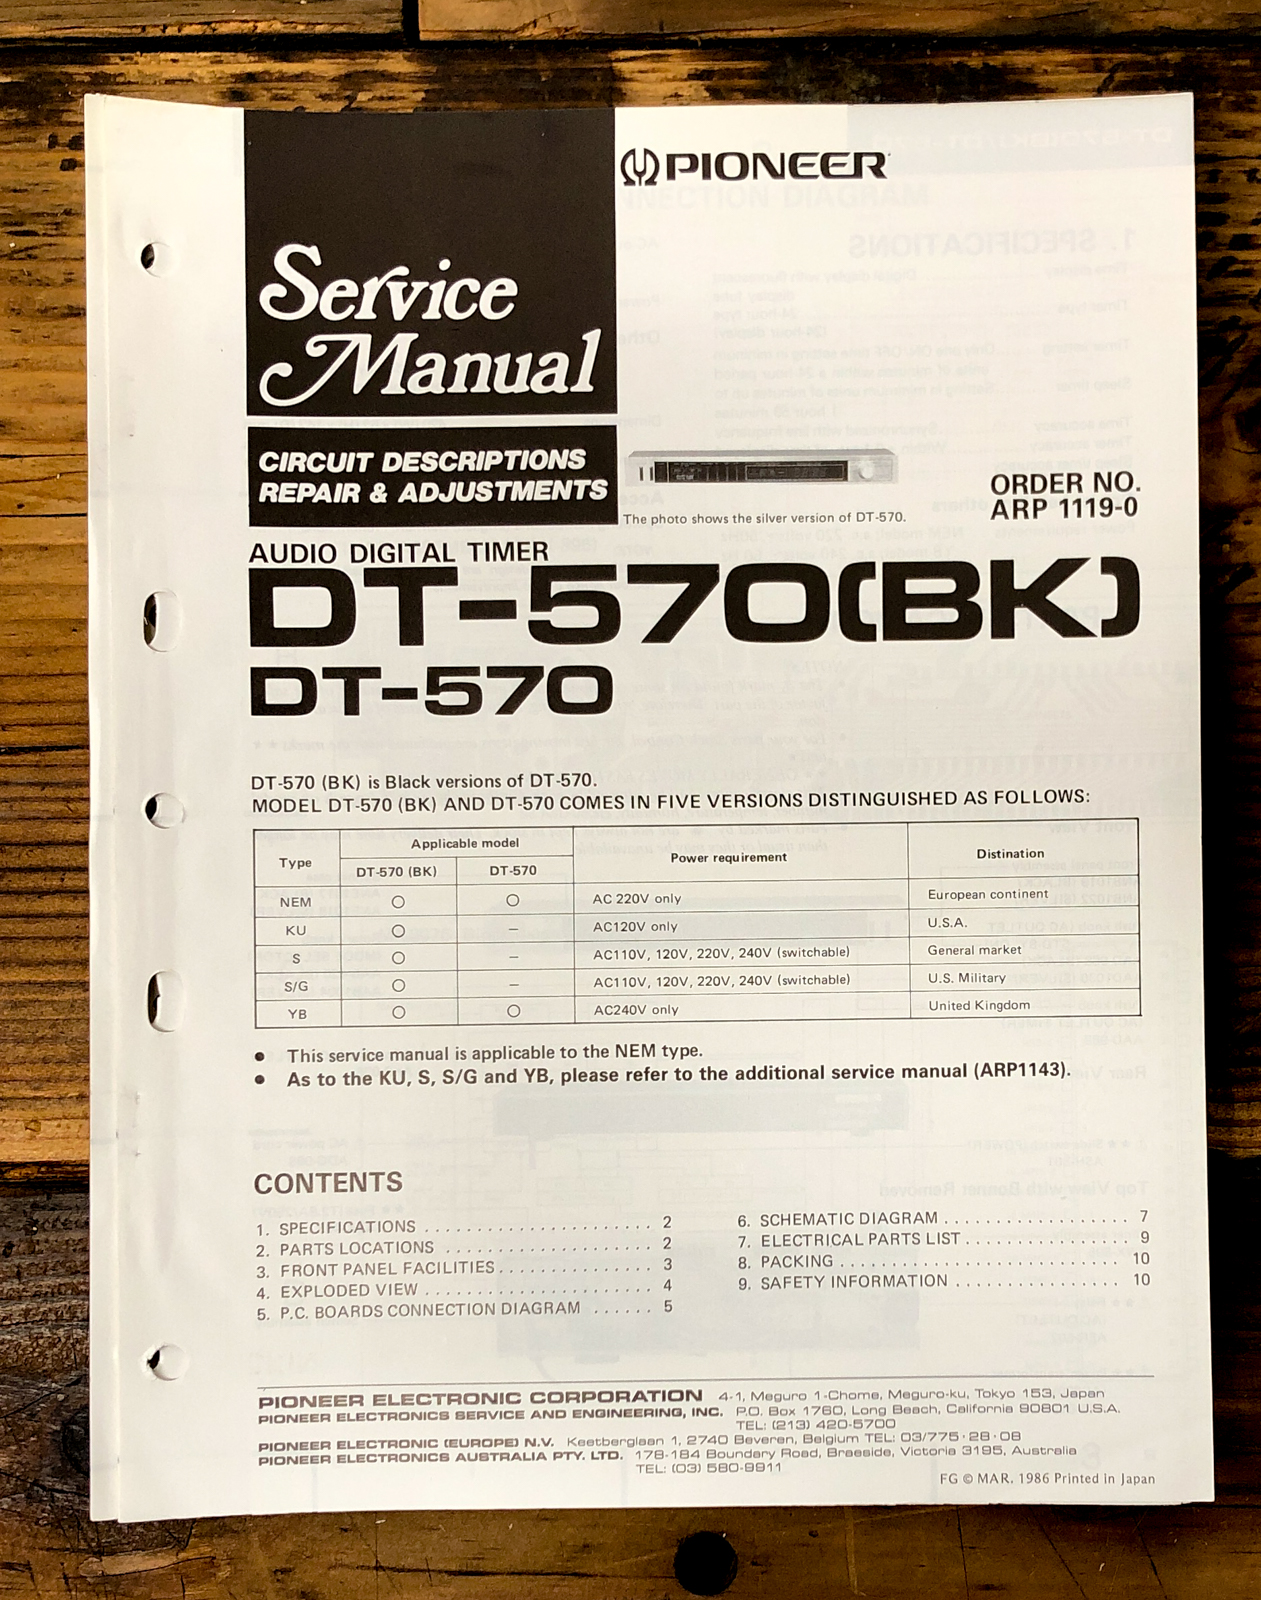 PIONEER
Service
Manual
CIRCUIT DESCRIPTIONS
REPAIR & ADJUSTMENTS
The photo shows the silver version of DT-570.
ORDER NO.
ARP 1119-0
AUDIO DIGITAL TIMER
DT-570(BK)
DT-570
DT-570 (BK) is Black versions of DT-570.
MODEL DT-570 (BK) AND DT-570 COMES IN FIVE VERSIONS DISTINGUISHED AS FOLLOWS:
Type Applicable model Power requirement Distination
DT-570 (BK) DT-570
NEM ○ ○ AC 220V only European continent
KU ○ – AC120V only U.S.A.
S ○ – AC110V, 120V, 220V, 240V (switchable) General market
S/G ○ – AC110V, 120V, 220V, 240V (switchable) U.S. Military
YB ○ ○ AC240V only United Kingdom
● This service manual is applicable to the NEM type.
● As to the KU, S, S/G and YB, please refer to the additional service manual (ARP1143).
CONTENTS
1. SPECIFICATIONS . . . . . . . . . . . . . . . . . . . . . . 2
2. PARTS LOCATIONS . . . . . . . . . . . . . . . . . . . . 2
3. FRONT PANEL FACILITIES. . . . . . . . . . . . . . . 3
4. EXPLODED VIEW . . . . . . . . . . . . . . . . . . . . . . 4
5. P.C. BOARDS CONNECTION DIAGRAM . . . . . . 5
6. SCHEMATIC DIAGRAM . . . . . . . . . . . . . . . . . . 7
7. ELECTRICAL PARTS LIST . . . . . . . . . . . . . . . . 9
8. PACKING . . . . . . . . . . . . . . . . . . . . . . . . . . . 10
9. SAFETY INFORMATION . . . . . . . . . . . . . . . . 10
PIONEER ELECTRONIC CORPORATION 4-1, Meguro 1-Chome, Meguro-ku, Tokyo 153, Japan
PIONEER ELECTRONICS SERVICE AND ENGINEERING, INC. P.O. Box 1760, Long Beach, California 90801 U.S.A.
TEL: (213) 420-5700
PIONEER ELECTRONIC (EUROPE) N.V. Keetberglaan 1, 2740 Beveren, Belgium TEL: 03/775·28·08
PIONEER ELECTRONICS AUSTRALIA PTY. LTD. 178-184 Boundary Road, Braeside, Victoria 3195, Australia
TEL: (03) 580-9911
FG © MAR. 1986 Printed in Japan